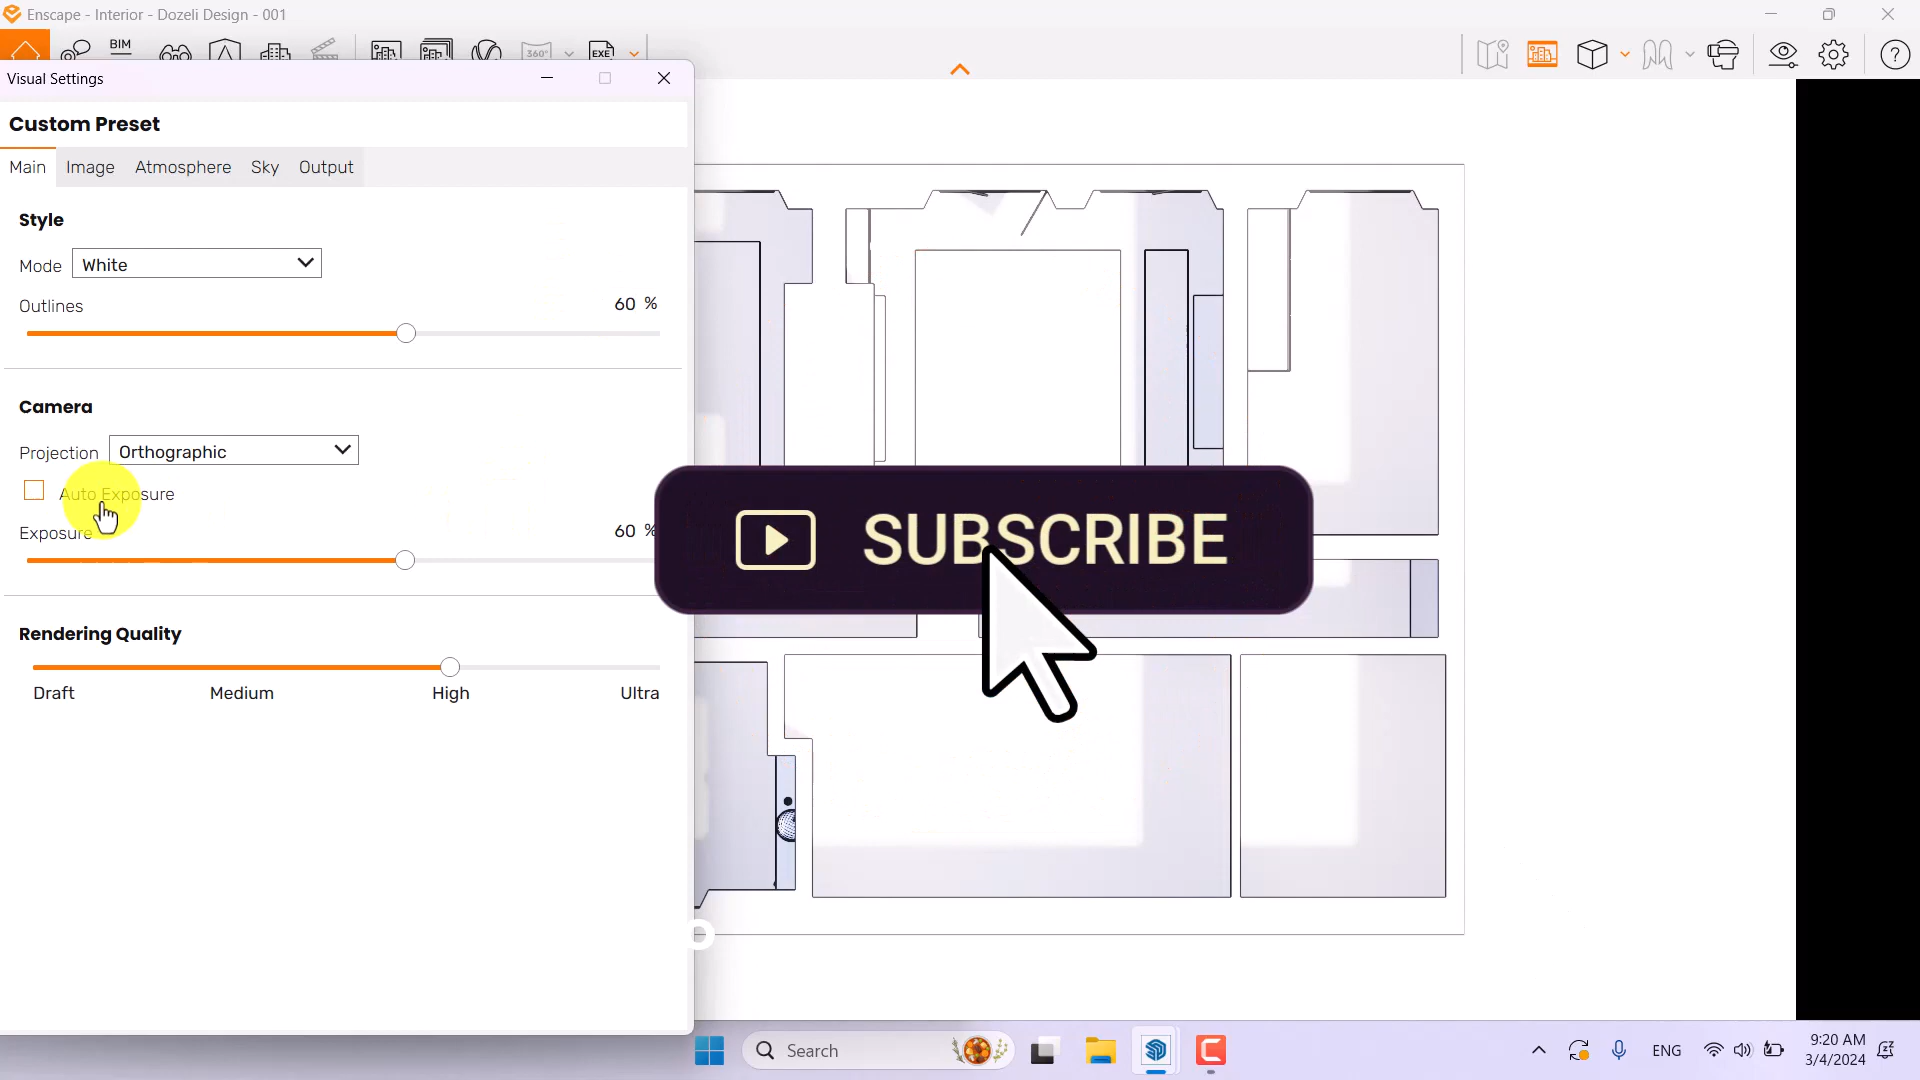 Enscape - Interior - Dozeli Design - 001
BIM
360°
EXE
Visual Settings
Custom Preset
Main Image Atmosphere Sky Output
Style
Mode White
Outlines 60 %
Camera
Projection Orthographic
Auto Exposure
Exposure 60 %
SUBSCRIBE
Rendering Quality
Draft Medium High Ultra
Search
ENG
9:20 AM
3/4/2024